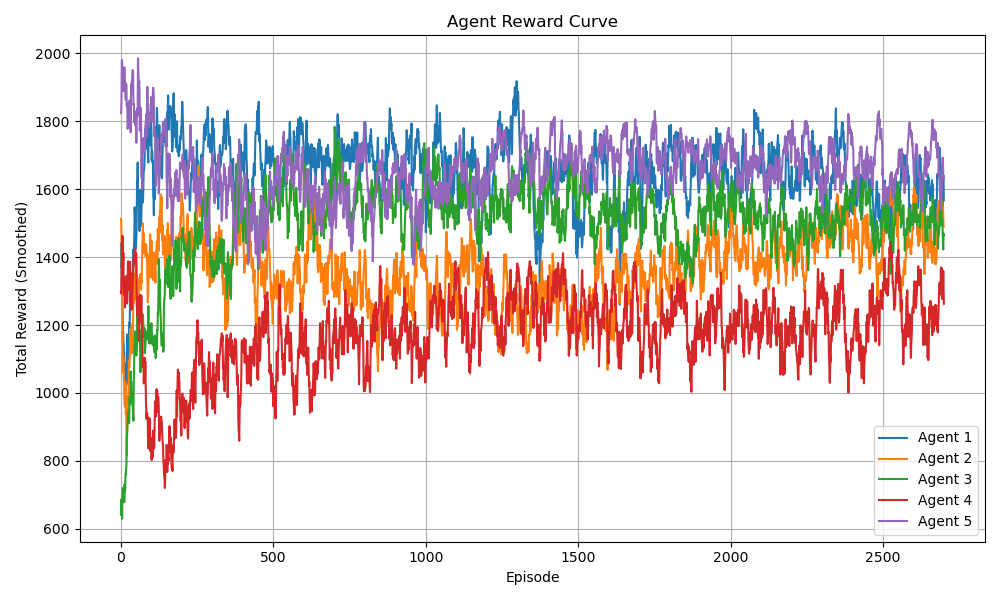 Agent Reward Curve
Total Reward (Smoothed)
2000
1800
1600
1400
1200
1000
800
600
0
500
1000
1500
2000
2500
Episode
Agent 1
Agent 2
Agent 3
Agent 4
Agent 5